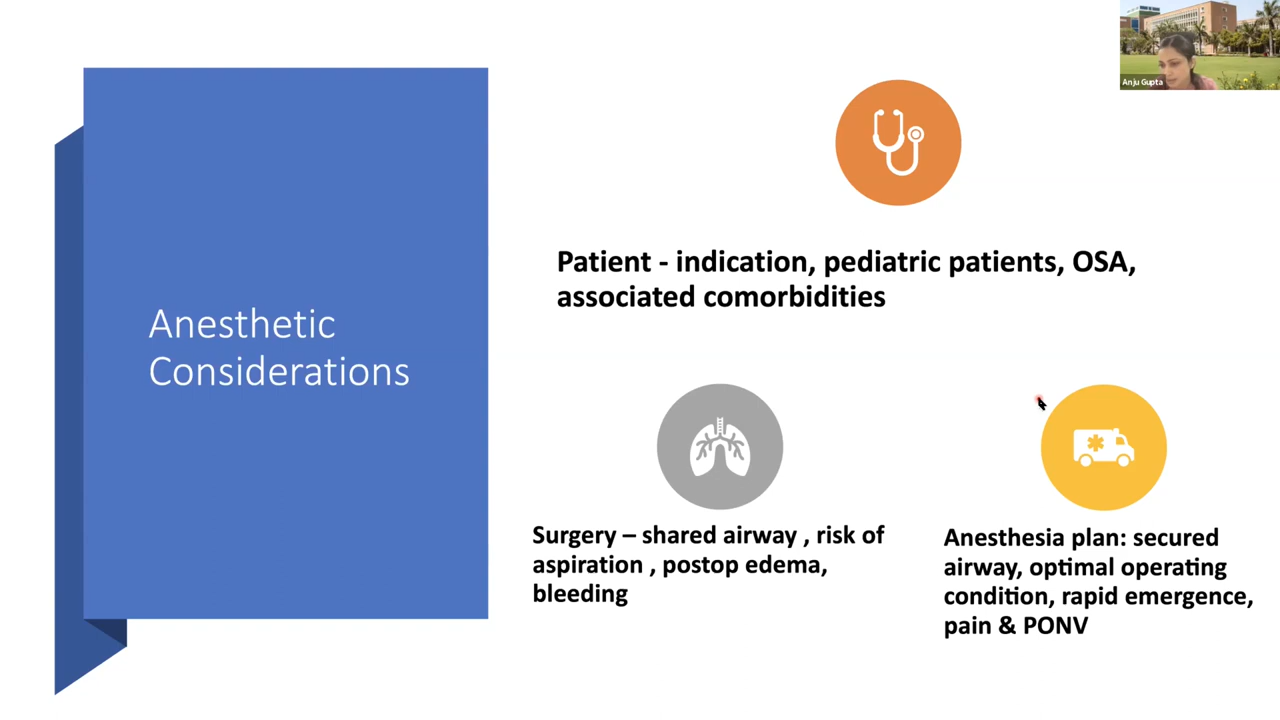 Anju Gupta
Anesthetic
Considerations
Patient - indication, pediatric patients, OSA,
associated comorbidities
Surgery – shared airway , risk of
aspiration , postop edema,
bleeding
Anesthesia plan: secured
airway, optimal operating
condition, rapid emergence,
pain & PONV